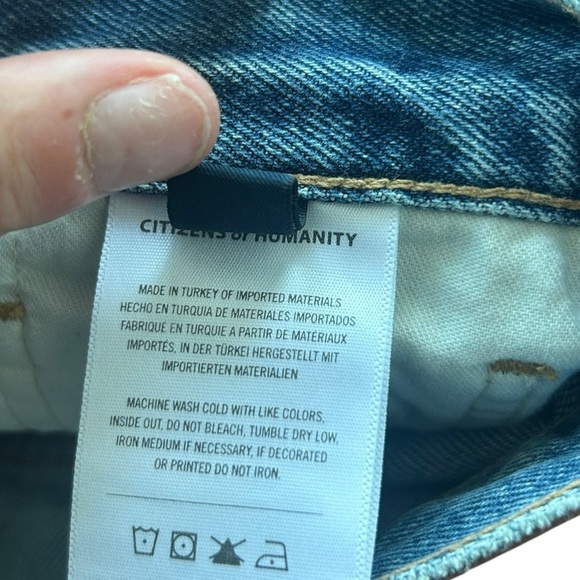 CITIZENS of HUMANITY
MADE IN TURKEY OF IMPORTED MATERIALS
HECHO EN TURQUIA DE MATERIALES IMPORTADOS
FABRIQUÉ EN TURQUIE A PARTIR DE MATÉRIAUX
IMPORTÉS, IN DER TÜRKEI HERGESTELLT MIT
IMPORTIERTEN MATERIALIEN
MACHINE WASH COLD WITH LIKE COLORS,
INSIDE OUT, DO NOT BLEACH, TUMBLE DRY LOW,
IRON MEDIUM IF NECESSARY, IF DECORATED
OR PRINTED DO NOT IRON.